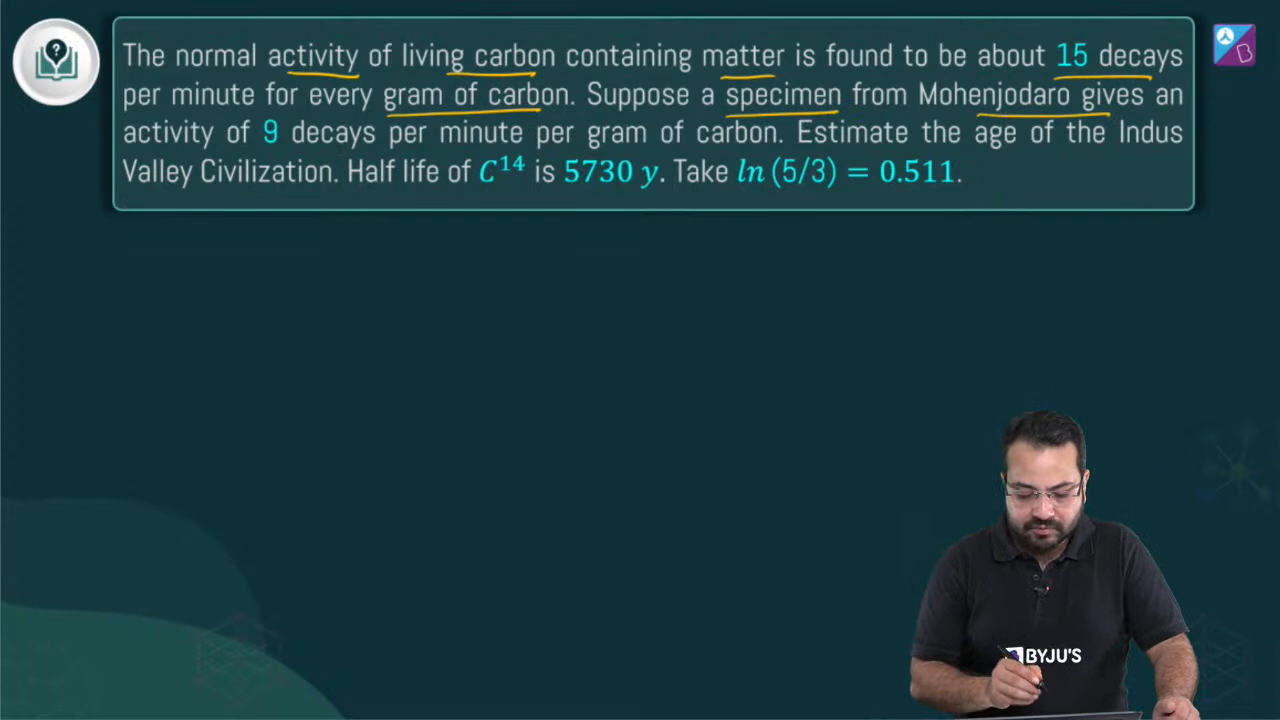 The normal activity of living carbon containing matter is found to be about 15 decays
per minute for every gram of carbon. Suppose a specimen from Mohenjodaro gives an
activity of 9 decays per minute per gram of carbon. Estimate the age of the Indus
Valley Civilization. Half life of C¹⁴ is 5730 y. Take ln (5/3) = 0.511.
?
B
BYJU'S